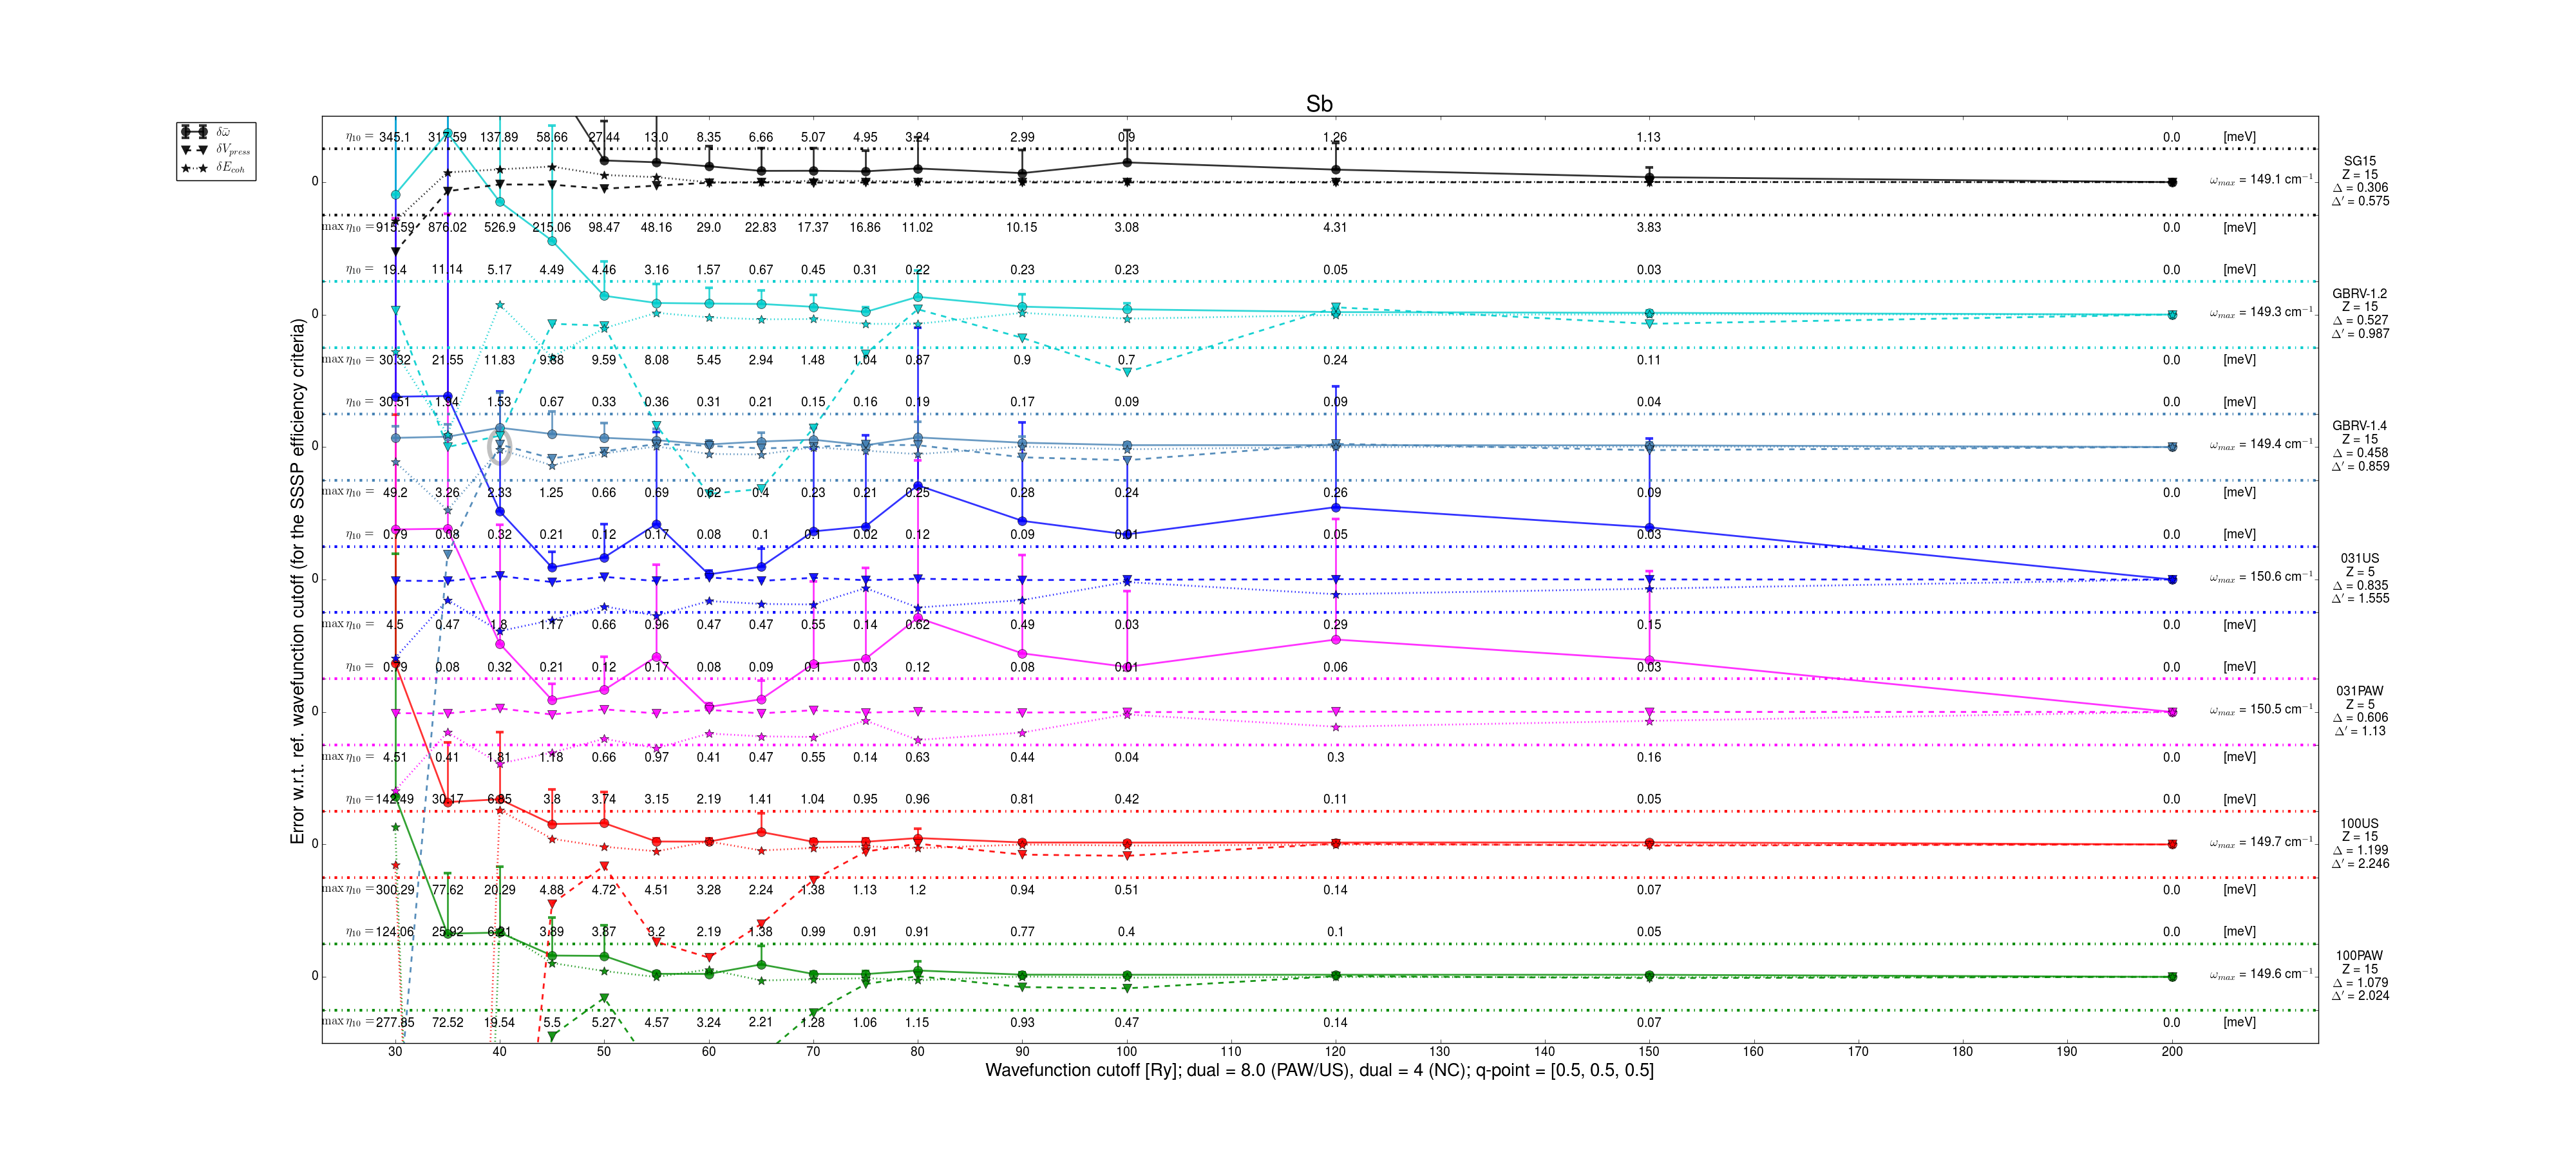 Sb
δω̄
δV_press
δE_coh
Error w.r.t. ref. wavefunction cutoff (for the SSSP efficiency criteria)
η₁₀ = 345.1 317.59 137.89 58.66 27.44 13.0 8.35 6.66 5.07 4.95 3.24 2.99 0.9 1.26 1.13 0.0 [meV]
0 ω_max = 149.1 cm⁻¹
SG15
Z = 15
Δ = 0.306
Δ' = 0.575
max η₁₀ = 915.59 876.02 526.9 215.06 98.47 48.16 29.0 22.83 17.37 16.86 11.02 10.15 3.08 4.31 3.83 0.0 [meV]
η₁₀ = 19.4 11.14 5.17 4.49 4.46 3.16 1.57 0.67 0.45 0.31 0.22 0.23 0.23 0.05 0.03 0.0 [meV]
0 ω_max = 149.3 cm⁻¹
GBRV-1.2
Z = 15
Δ = 0.527
Δ' = 0.987
max η₁₀ = 30.32 21.55 11.83 9.88 9.59 8.08 5.45 2.94 1.48 1.04 0.87 0.9 0.7 0.24 0.11 0.0 [meV]
η₁₀ = 30.51 1.94 1.53 0.67 0.33 0.36 0.31 0.21 0.15 0.16 0.19 0.17 0.09 0.09 0.04 0.0 [meV]
0 ω_max = 149.4 cm⁻¹
GBRV-1.4
Z = 15
Δ = 0.458
Δ' = 0.859
max η₁₀ = 49.2 3.26 2.33 1.25 0.66 0.69 0.62 0.4 0.23 0.21 0.25 0.28 0.24 0.26 0.09 0.0 [meV]
η₁₀ = 0.79 0.08 0.32 0.21 0.12 0.17 0.08 0.1 0.1 0.02 0.12 0.09 0.01 0.05 0.03 0.0 [meV]
0 ω_max = 150.6 cm⁻¹
031US
Z = 5
Δ = 0.835
Δ' = 1.555
max η₁₀ = 4.5 0.47 1.8 1.17 0.66 0.96 0.47 0.47 0.55 0.14 0.62 0.49 0.03 0.29 0.15 0.0 [meV]
η₁₀ = 0.79 0.08 0.32 0.21 0.12 0.17 0.08 0.09 0.1 0.03 0.12 0.08 0.01 0.06 0.03 0.0 [meV]
0 ω_max = 150.5 cm⁻¹
031PAW
Z = 5
Δ = 0.606
Δ' = 1.13
max η₁₀ = 4.51 0.41 1.81 1.18 0.66 0.97 0.41 0.47 0.55 0.14 0.63 0.44 0.04 0.3 0.16 0.0 [meV]
η₁₀ = 142.49 30.17 6.85 3.8 3.74 3.15 2.19 1.41 1.04 0.95 0.96 0.81 0.42 0.11 0.05 0.0 [meV]
0 ω_max = 149.7 cm⁻¹
100US
Z = 15
Δ = 1.199
Δ' = 2.246
max η₁₀ = 300.29 77.62 20.29 4.88 4.72 4.51 3.28 2.24 1.38 1.13 1.2 0.94 0.51 0.14 0.07 0.0 [meV]
η₁₀ = 124.06 25.92 6.21 3.89 3.87 3.2 2.19 1.38 0.99 0.91 0.91 0.77 0.4 0.1 0.05 0.0 [meV]
0 ω_max = 149.6 cm⁻¹
100PAW
Z = 15
Δ = 1.079
Δ' = 2.024
max η₁₀ = 277.85 72.52 19.54 5.5 5.27 4.57 3.24 2.21 1.28 1.06 1.15 0.93 0.47 0.14 0.07 0.0 [meV]
30 40 50 60 70 80 90 100 110 120 130 140 150 160 170 180 190 200
Wavefunction cutoff [Ry]; dual = 8.0 (PAW/US), dual = 4 (NC); q-point = [0.5, 0.5, 0.5]